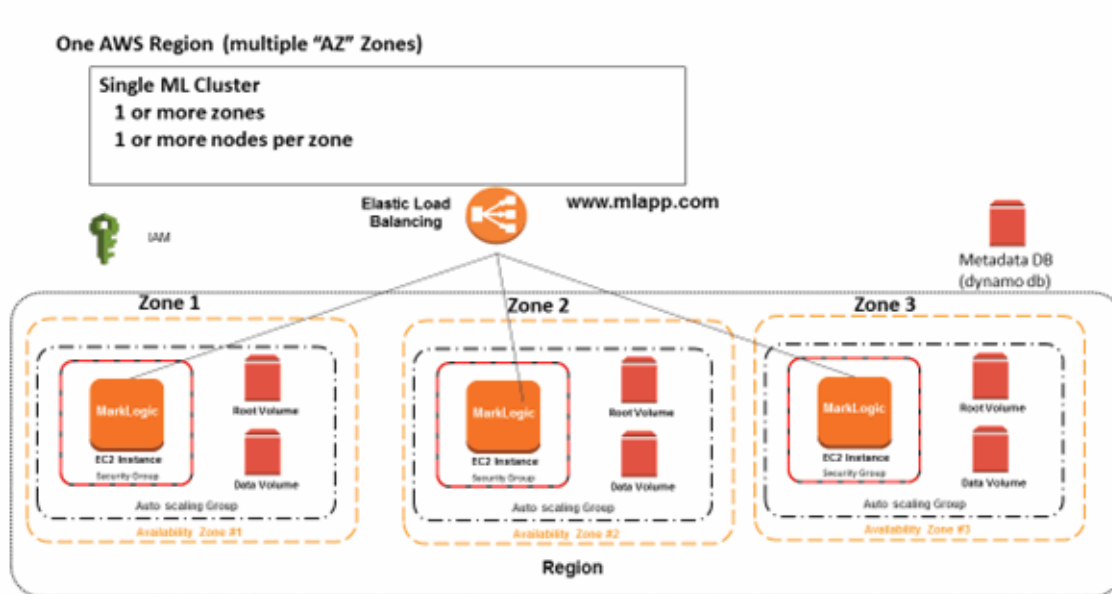 One AWS Region (multiple “AZ” Zones)
Single ML Cluster
1 or more zones
1 or more nodes per zone
Elastic Load
Balancing
www.mlapp.com
IAM
Metadata DB
(dynamo db)
Zone 1
Zone 2
Zone 3
MarkLogic
EC2 Instance
Security Group
Root Volume
Data Volume
Auto scaling Group
Availability Zone #1
MarkLogic
EC2 Instance
Security Group
Root Volume
Data Volume
Auto scaling Group
Availability Zone #2
MarkLogic
EC2 Instance
Security Group
Root Volume
Data Volume
Auto scaling Group
Availability Zone #3
Region